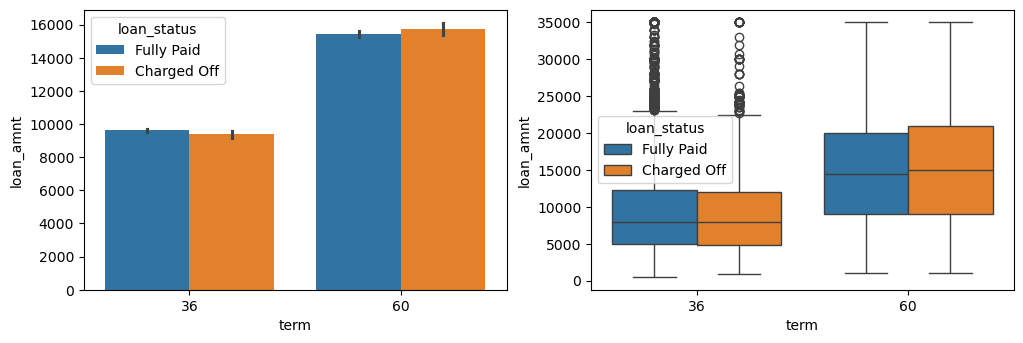 loan_status
Fully Paid
Charged Off
loan_amnt
16000
14000
12000
10000
8000
6000
4000
2000
0
36
60
term
loan_status
Fully Paid
Charged Off
loan_amnt
35000
30000
25000
20000
15000
10000
5000
0
36
60
term